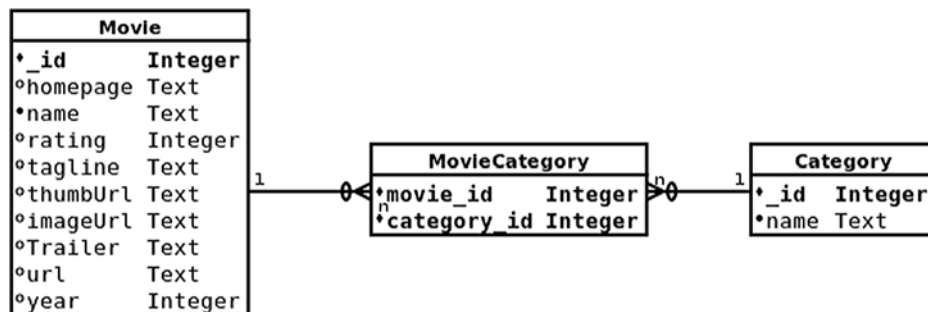 Movie
_id Integer
homepage Text
name Text
rating Integer
tagline Text
thumbUrl Text
imageUrl Text
Trailer Text
url Text
year Integer
1
n
MovieCategory
movie_id Integer
category_id Integer
n
1
Category
_id Integer
name Text